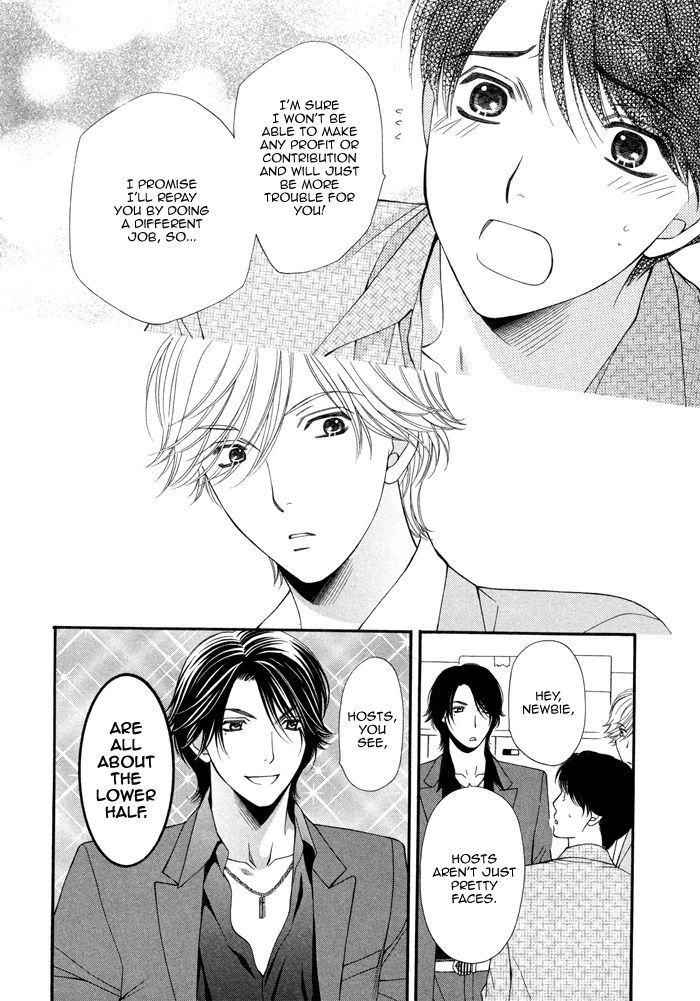 I'M SURE
I WON'T BE
ABLE TO MAKE
ANY PROFIT OR
CONTRIBUTION
AND WILL JUST
BE MORE
TROUBLE FOR
YOU!
I PROMISE
I'LL REPAY
YOU BY DOING
A DIFFERENT
JOB, SO...
HEY,
NEWBIE,
HOSTS
AREN'T JUST
PRETTY
FACES.
HOSTS,
YOU
SEE,
ARE
ALL
ABOUT
THE
LOWER
HALF.